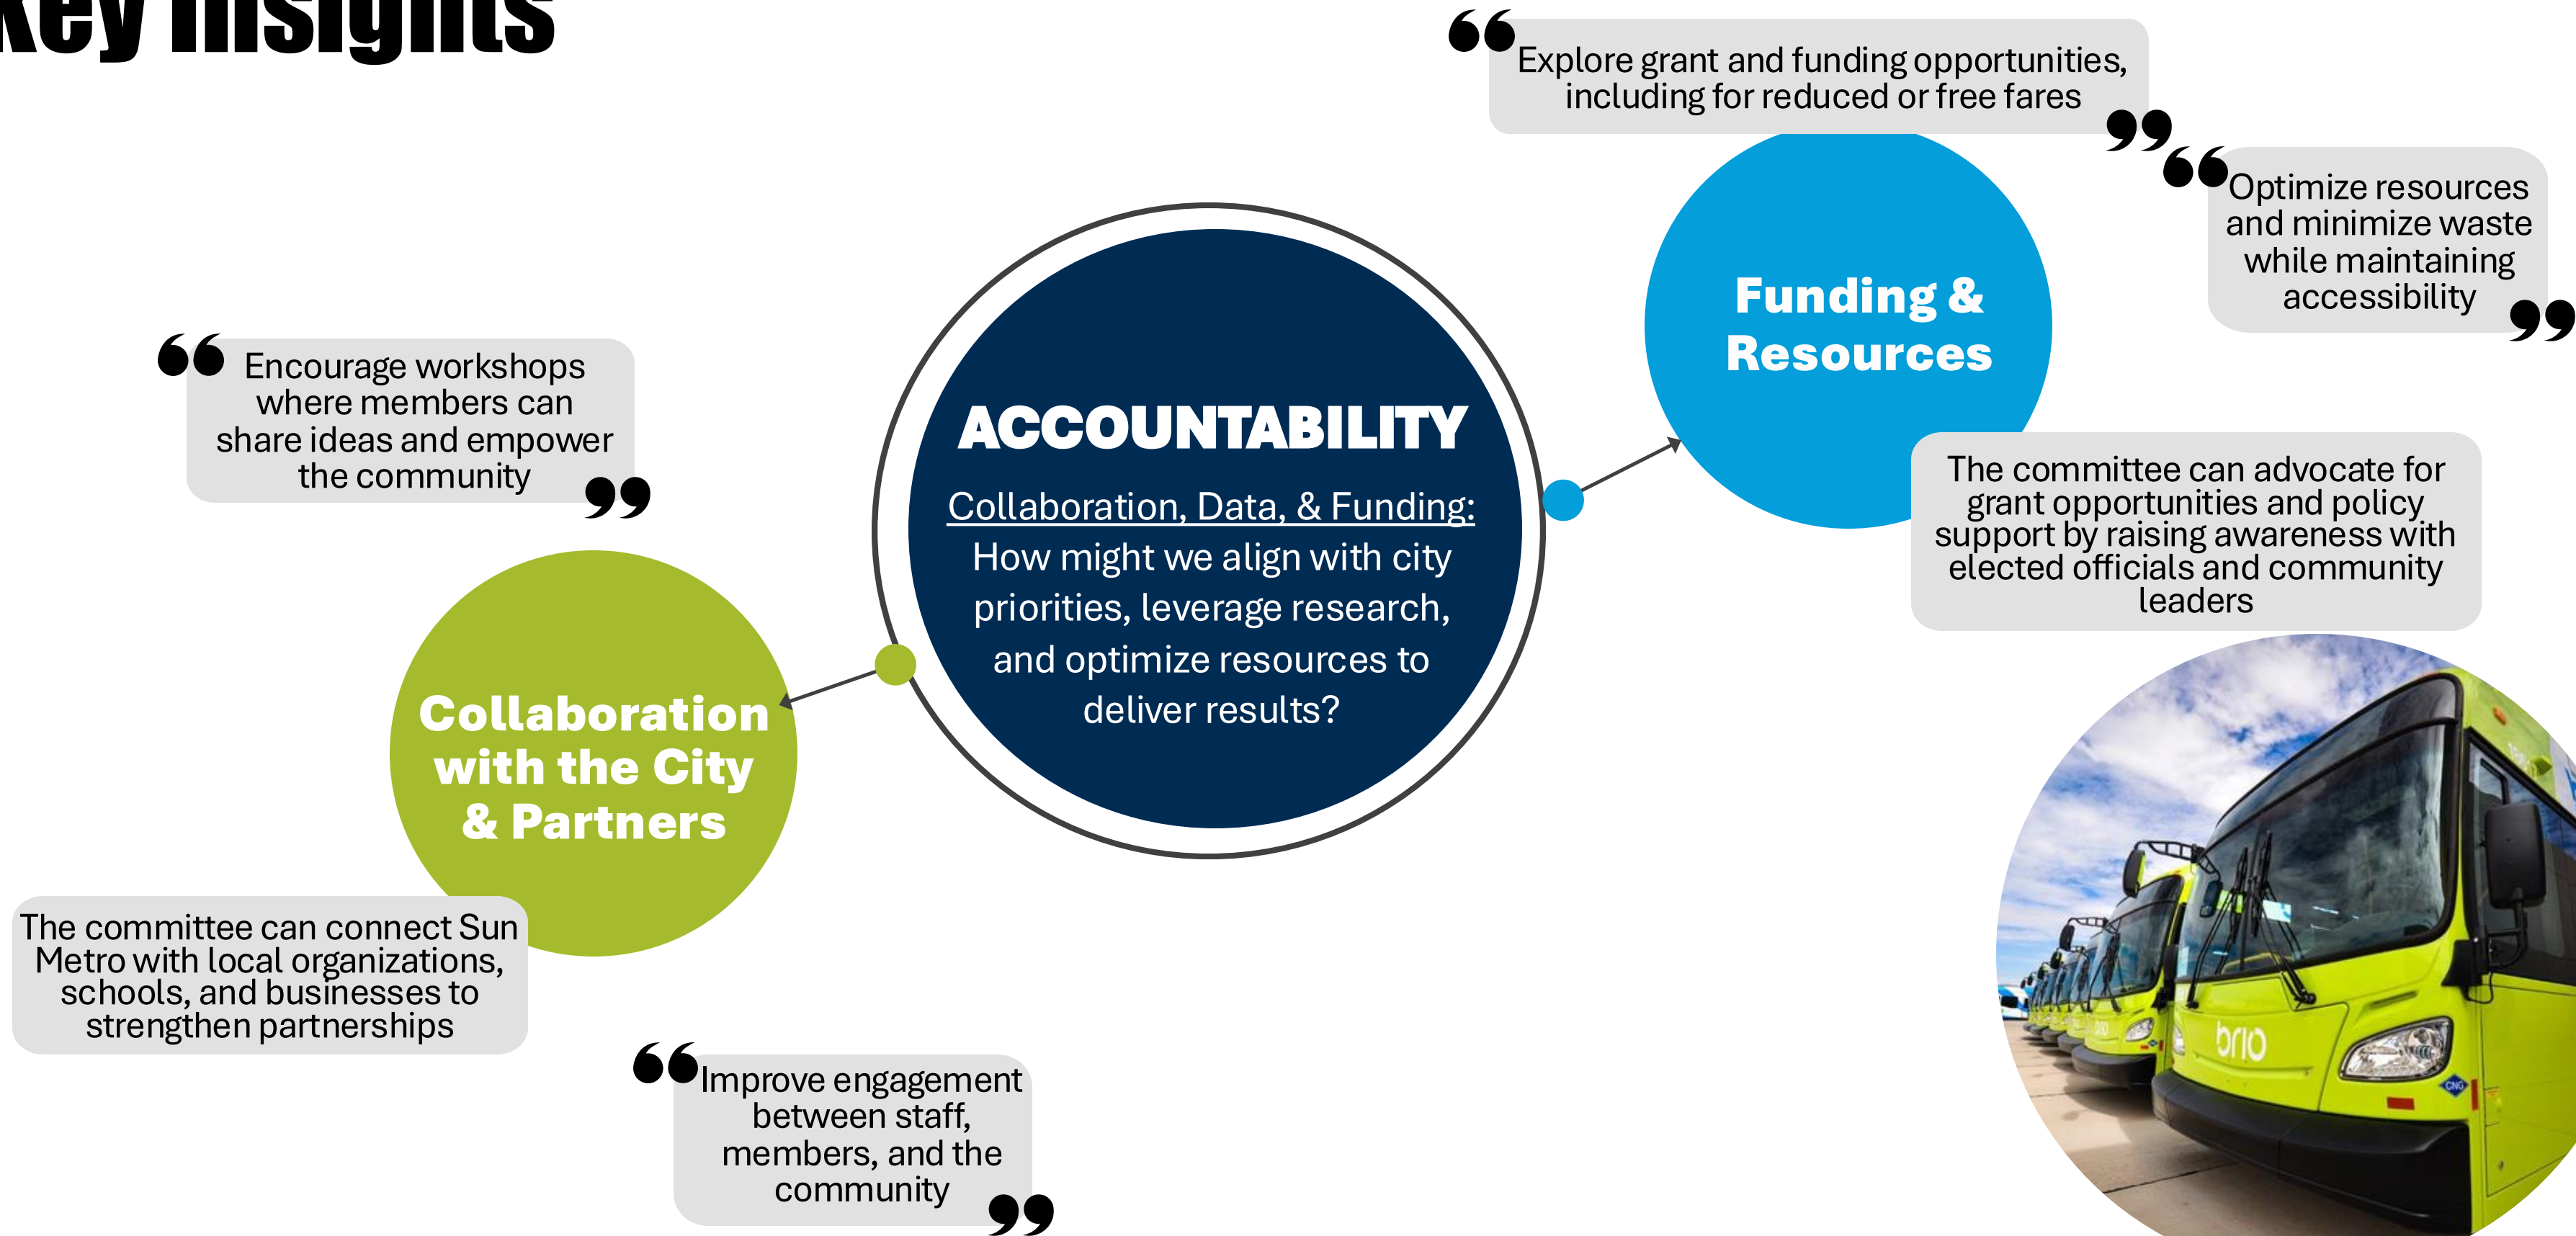 Key Insights
Explore grant and funding opportunities,
including for reduced or free fares
Optimize resources
and minimize waste
while maintaining
accessibility
Funding &
Resources
The committee can advocate for
grant opportunities and policy
support by raising awareness with
elected officials and community
leaders
ACCOUNTABILITY
Collaboration, Data, & Funding:
How might we align with city
priorities, leverage research,
and optimize resources to
deliver results?
Encourage workshops
where members can
share ideas and empower
the community
Collaboration
with the City
& Partners
The committee can connect Sun
Metro with local organizations,
schools, and businesses to
strengthen partnerships
Improve engagement
between staff,
members, and the
community
brio
CNG